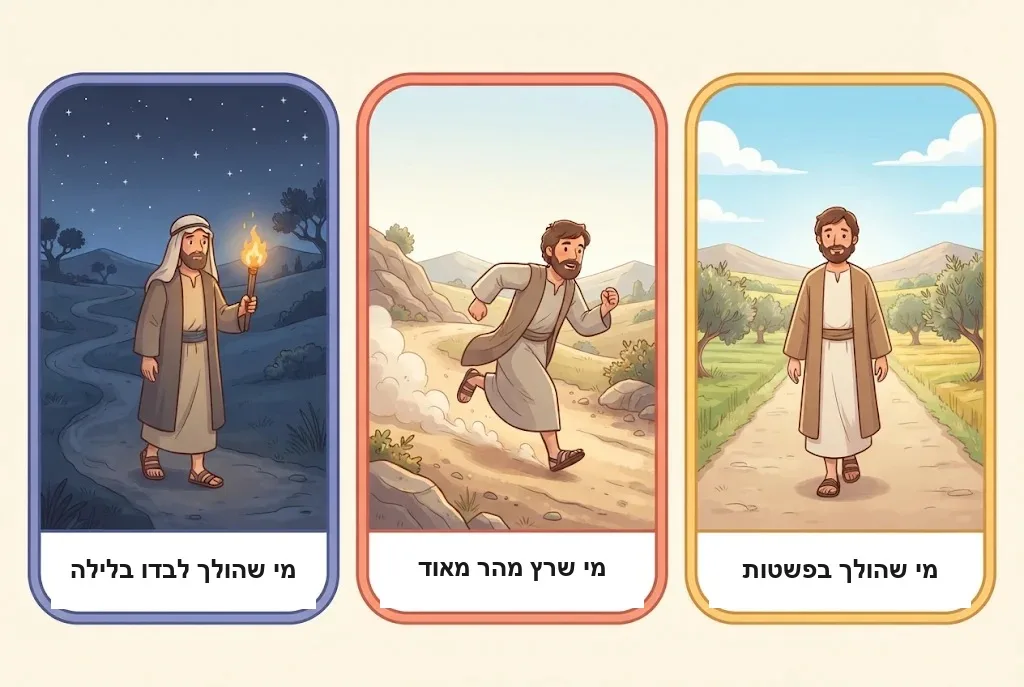 מי שהולך בפשטות
מי שרץ מהר מאוד
מי שהולך לבדו בלילה